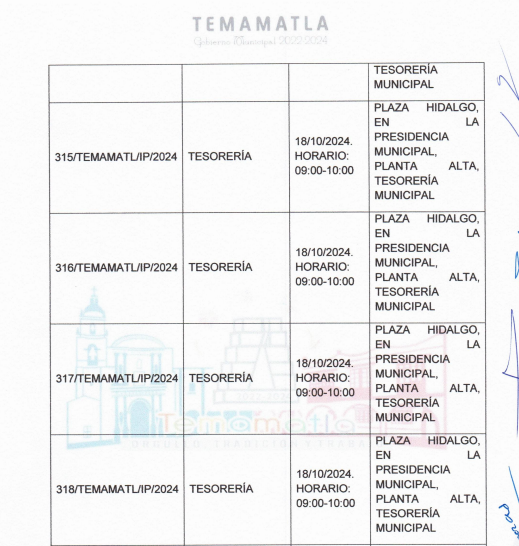 TEMAMATLA
Gobierno Municipal 2022-2024
TESORERÍA
MUNICIPAL
315/TEMAMATL/IP/2024
TESORERÍA
18/10/2024.
HORARIO:
09:00-10:00
PLAZA HIDALGO,
EN LA
PRESIDENCIA
MUNICIPAL,
PLANTA ALTA,
TESORERÍA
MUNICIPAL
316/TEMAMATL/IP/2024
TESORERÍA
18/10/2024.
HORARIO:
09:00-10:00
PLAZA HIDALGO,
EN LA
PRESIDENCIA
MUNICIPAL,
PLANTA ALTA,
TESORERÍA
MUNICIPAL
317/TEMAMATL/IP/2024
TESORERÍA
18/10/2024.
HORARIO:
09:00-10:00
PLAZA HIDALGO,
EN LA
PRESIDENCIA
MUNICIPAL,
PLANTA ALTA,
TESORERÍA
MUNICIPAL
Temamatla
318/TEMAMATL/IP/2024
TESORERÍA
18/10/2024.
HORARIO:
09:00-10:00
PLAZA HIDALGO,
EN LA
PRESIDENCIA
MUNICIPAL,
PLANTA ALTA,
TESORERÍA
MUNICIPAL